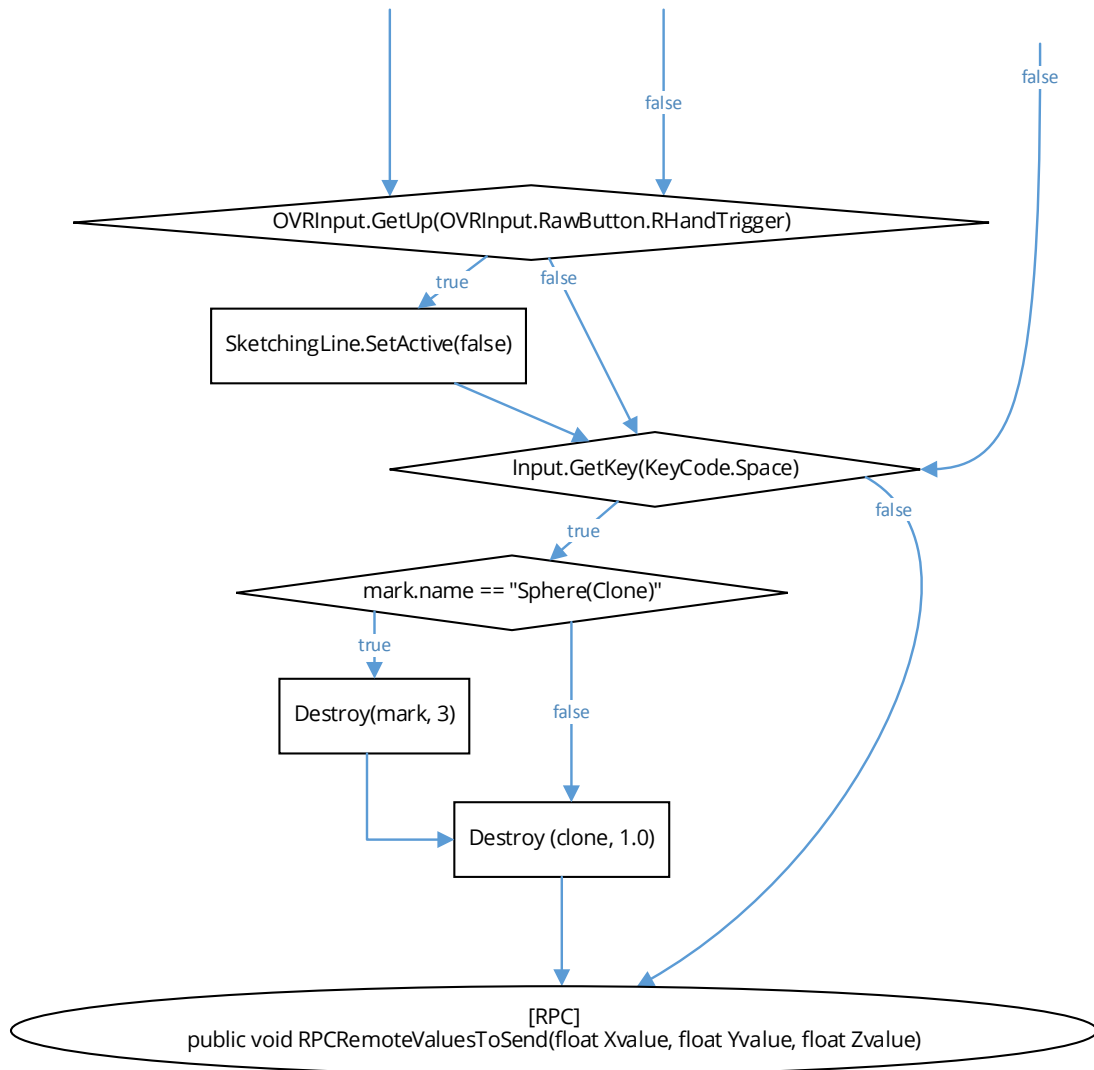 false
false
OVRInput.GetUp(OVRInput.RawButton.RHandTrigger)
true
false
SketchingLine.SetActive(false)
Input.GetKey(KeyCode.Space)
true
false
mark.name == "Sphere(Clone)"
true
Destroy(mark, 3)
false
Destroy (clone, 1.0)
[RPC]
public void RPCRemoteValuesToSend(float Xvalue, float Yvalue, float Zvalue)